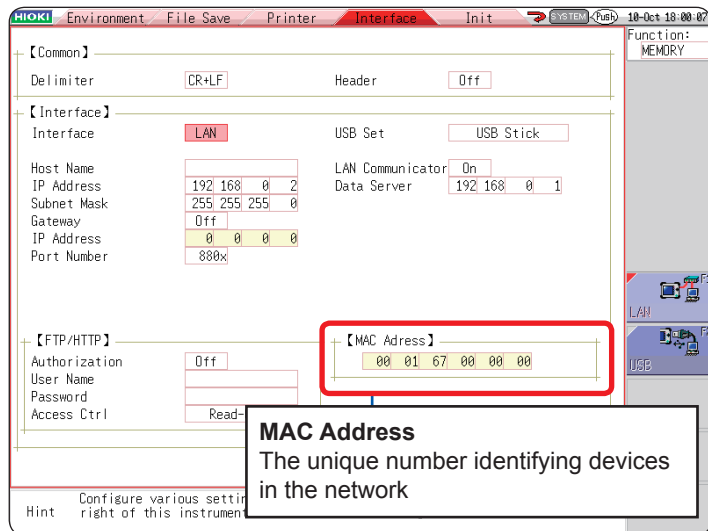 HIOKI Environment File Save Printer Interface Init SYSTEM Push 10-Oct 18:00:07
Function:
MEMORY
【Common】
Delimiter CR+LF Header Off
【Interface】
Interface LAN USB Set USB Stick
Host Name LAN Communicator On
IP Address 192 168 0 2 Data Server 192 168 0 1
Subnet Mask 255 255 255 0
Gateway Off
IP Address 0 0 0 0
Port Number 880x
LAN
【FTP/HTTP】 【MAC Adress】
Authorization Off 00 01 67 00 00 00
USB
User Name
Password
Access Ctrl Read-
MAC Address
The unique number identifying devices
in the network
Configure various settin
Hint right of this instrument